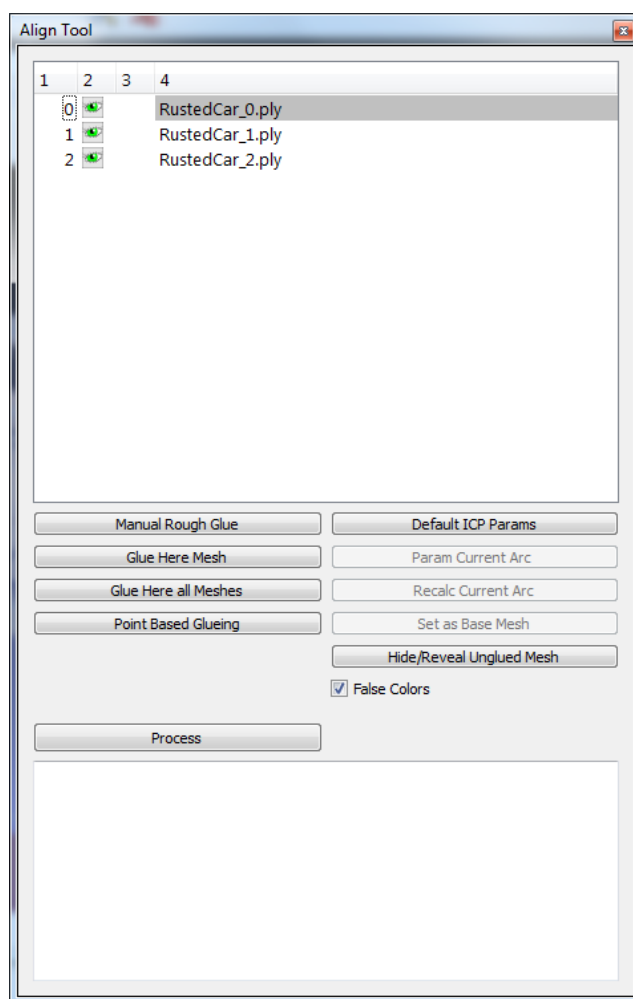 Align Tool
1 2 3 4
0 RustedCar_0.ply
1 RustedCar_1.ply
2 RustedCar_2.ply
Manual Rough Glue Default ICP Params
Glue Here Mesh Param Current Arc
Glue Here all Meshes Recalc Current Arc
Point Based Glueing Set as Base Mesh
Hide/Reveal Unglued Mesh
False Colors
Process